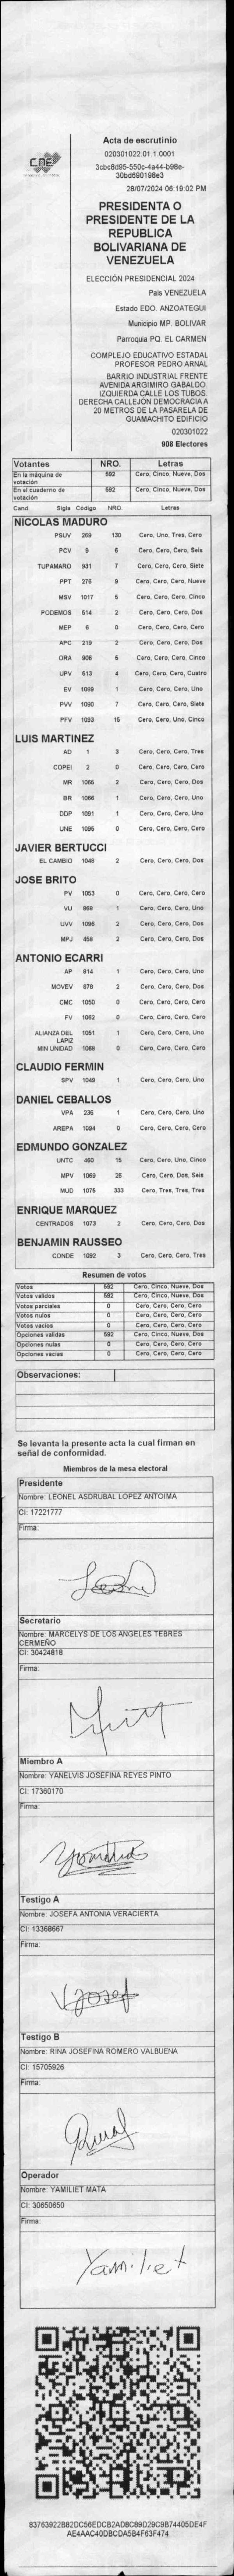 CNE
Acta de escrutinio
020301022.01.1.0001
3cbc8d95-550c-4a44-b98e-
30bd690198e3
28/07/2024 06:19:02 PM
PRESIDENTA O
PRESIDENTE DE LA
REPUBLICA
BOLIVARIANA DE
VENEZUELA
ELECCIÓN PRESIDENCIAL 2024
Pais VENEZUELA
Estado EDO. ANZOATEGUI
Municipio MP. BOLIVAR
Parroquia PQ. EL CARMEN
COMPLEJO EDUCATIVO ESTADAL
PROFESOR PEDRO ARNAL
BARRIO INDUSTRIAL FRENTE
AVENIDA ARGIMIRO GABALDO.
IZQUIERDA CALLE LOS TUBOS.
DERECHA CALLEJÓN DEMOCRACIA A
20 METROS DE LA PASARELA DE
GUAMACHITO EDIFICIO
020301022
908 Electores
Votantes NRO. Letras
En la máquina de votación 592 Cero, Cinco, Nueve, Dos
En el cuaderno de votación 592 Cero, Cinco, Nueve, Dos
Cand Sigla Codigo NRO. Letras
NICOLAS MADURO
PSUV 269 130 Cero, Uno, Tres, Cero
PCV 9 6 Cero, Cero, Cero, Seis
TUPAMARO 931 7 Cero, Cero, Cero, Siete
PPT 276 9 Cero, Cero, Cero, Nueve
MSV 1017 5 Cero, Cero, Cero, Cinco
PODEMOS 514 2 Cero, Cero, Cero, Dos
MEP 6 0 Cero, Cero, Cero, Cero
APC 219 2 Cero, Cero, Cero, Dos
ORA 906 5 Cero, Cero, Cero, Cinco
UPV 513 4 Cero, Cero, Cero, Cuatro
EV 1089 1 Cero, Cero, Cero, Uno
PVV 1090 7 Cero, Cero, Cero, Siete
PFV 1093 15 Cero, Cero, Uno, Cinco
LUIS MARTINEZ
AD 1 3 Cero, Cero, Cero, Tres
COPEI 2 0 Cero, Cero, Cero, Cero
MR 1065 2 Cero, Cero, Cero, Dos
BR 1066 1 Cero, Cero, Cero, Uno
DDP 1091 1 Cero, Cero, Cero, Uno
UNE 1095 0 Cero, Cero, Cero, Cero
JAVIER BERTUCCI
EL CAMBIO 1048 2 Cero, Cero, Cero, Dos
JOSE BRITO
PV 1053 0 Cero, Cero, Cero, Cero
VU 968 1 Cero, Cero, Cero, Uno
UVV 1096 2 Cero, Cero, Cero, Dos
MPJ 458 2 Cero, Cero, Cero, Dos
ANTONIO ECARRI
AP 814 1 Cero, Cero, Cero, Uno
MOVEV 878 2 Cero, Cero, Cero, Dos
CMC 1050 0 Cero, Cero, Cero, Cero
FV 1062 0 Cero, Cero, Cero, Cero
ALIANZA DEL LAPIZ 1051 1 Cero, Cero, Cero, Uno
MIN UNIDAD 1068 0 Cero, Cero, Cero, Cero
CLAUDIO FERMIN
SPV 1049 1 Cero, Cero, Cero, Uno
DANIEL CEBALLOS
VPA 236 1 Cero, Cero, Cero, Uno
AREPA 1094 0 Cero, Cero, Cero, Cero
EDMUNDO GONZALEZ
UNTC 460 15 Cero, Cero, Uno, Cinco
MPV 1069 26 Cero, Cero, Dos, Seis
MUD 1075 333 Cero, Tres, Tres, Tres
ENRIQUE MARQUEZ
CENTRADOS 1073 2 Cero, Cero, Cero, Dos
BENJAMIN RAUSSEO
CONDE 1092 3 Cero, Cero, Cero, Tres
Resumen de votos
Votos 592 Cero, Cinco, Nueve, Dos
Votos validos 592 Cero, Cinco, Nueve, Dos
Votos parciales 0 Cero, Cero, Cero, Cero
Votos nulos 0 Cero, Cero, Cero, Cero
Votos vacios 0 Cero, Cero, Cero, Cero
Opciones validas 592 Cero, Cinco, Nueve, Dos
Opciones nulas 0 Cero, Cero, Cero, Cero
Opciones vacias 0 Cero, Cero, Cero, Cero
Observaciones:
Se levanta la presente acta la cual firman en
señal de conformidad.
Miembros de la mesa electoral
Presidente
Nombre: LEONEL ASDRUBAL LOPEZ ANTOIMA
CI: 17221777
Firma:
Secretario
Nombre: MARCELYS DE LOS ANGELES TEBRES
CERMEÑO
CI: 30424818
Firma:
Miembro A
Nombre: YANELVIS JOSEFINA REYES PINTO
CI: 17360170
Firma:
Testigo A
Nombre: JOSEFA ANTONIA VERACIERTA
CI: 13368667
Firma:
Testigo B
Nombre: RINA JOSEFINA ROMERO VALBUENA
CI: 15705926
Firma:
Operador
Nombre: YAMILIET MATA
CI: 30650650
Firma:
Yamiliet
83763922B82DC56EDCB2ADBC89D29C9B74405DE4F
AE4AAC40DBCDA5B4F63F474